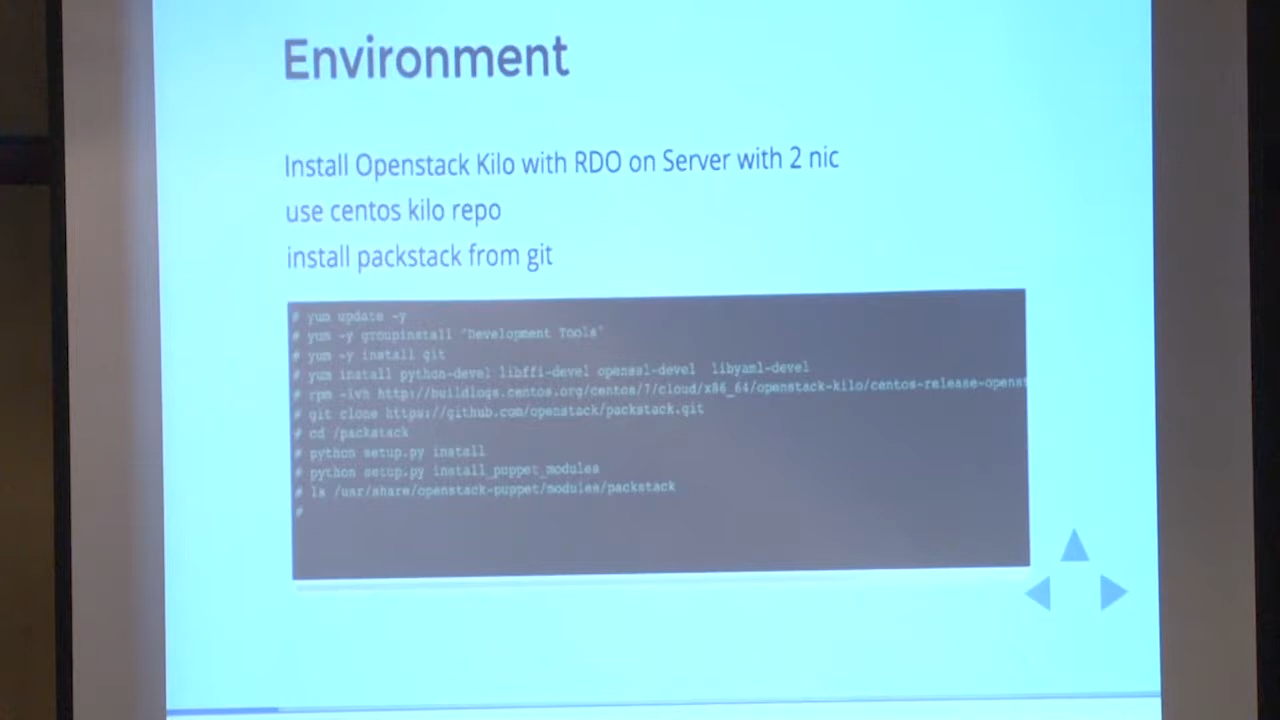 Environment
Install Openstack Kilo with RDO on Server with 2 nic
use centos kilo repo
install packstack from git
# yum update -y
# yum -y groupinstall "Development Tools"
# yum -y install git
# yum install python-devel libffi-devel openssl-devel libyaml-devel
# rpm -ivh http://buildlogs.centos.org/centos/7/cloud/x86_64/openstack-kilo/centos-release-openst
# git clone https://github.com/openstack/packstack.git
# cd /packstack
# python setup.py install
# python setup.py install_puppet_modules
# ls /usr/share/openstack-puppet/modules/packstack
#